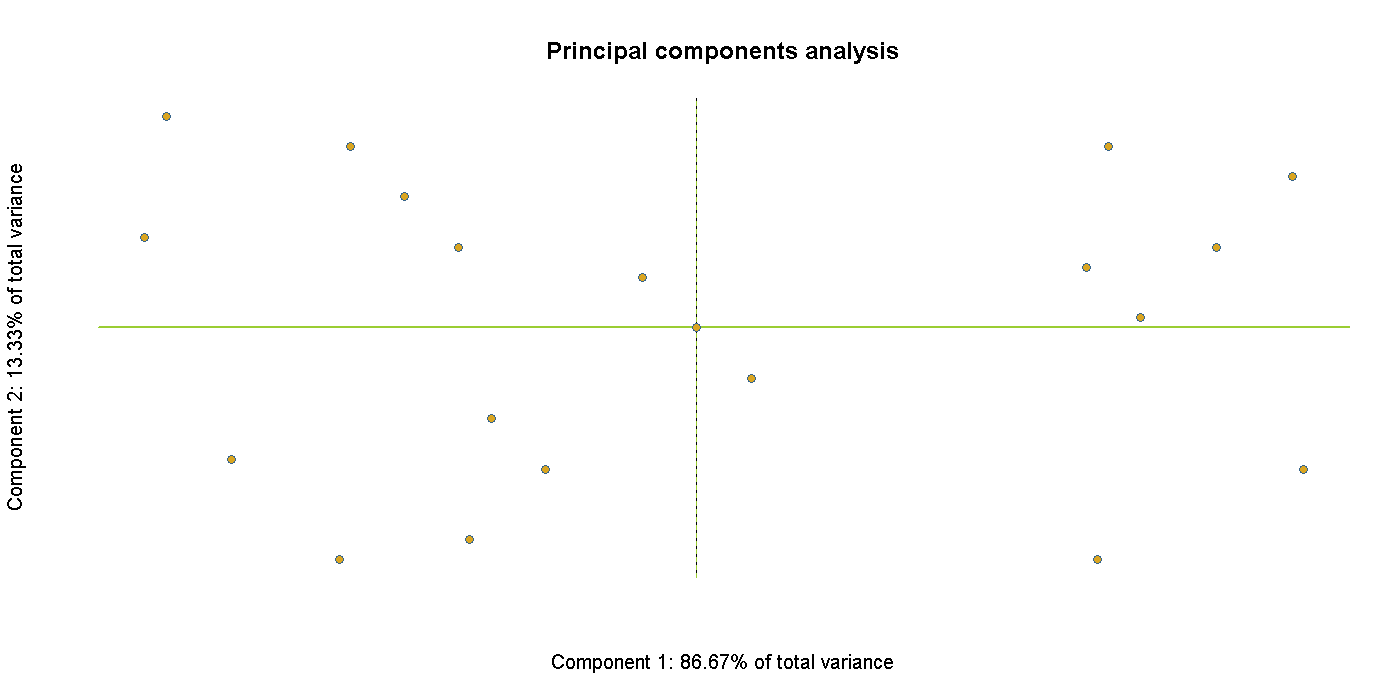 Principal components analysis
Component 2: 13.33% of total variance
Component 1: 86.67% of total variance